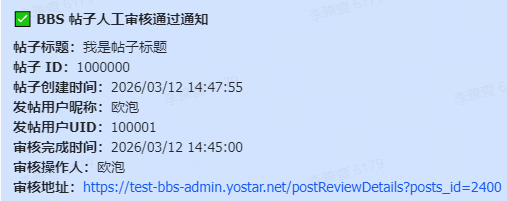 ✅ BBS 帖子人工审核通过通知
帖子标题：我是帖子标题
帖子 ID：1000000
帖子创建时间：2026/03/12 14:47:55
发帖用户昵称：欧泡
发帖用户UID：100001
审核完成时间：2026/03/12 14:45:00
审核操作人：欧泡
审核地址：https://test-bbs-admin.yostar.net/postReviewDetails?posts_id=2400